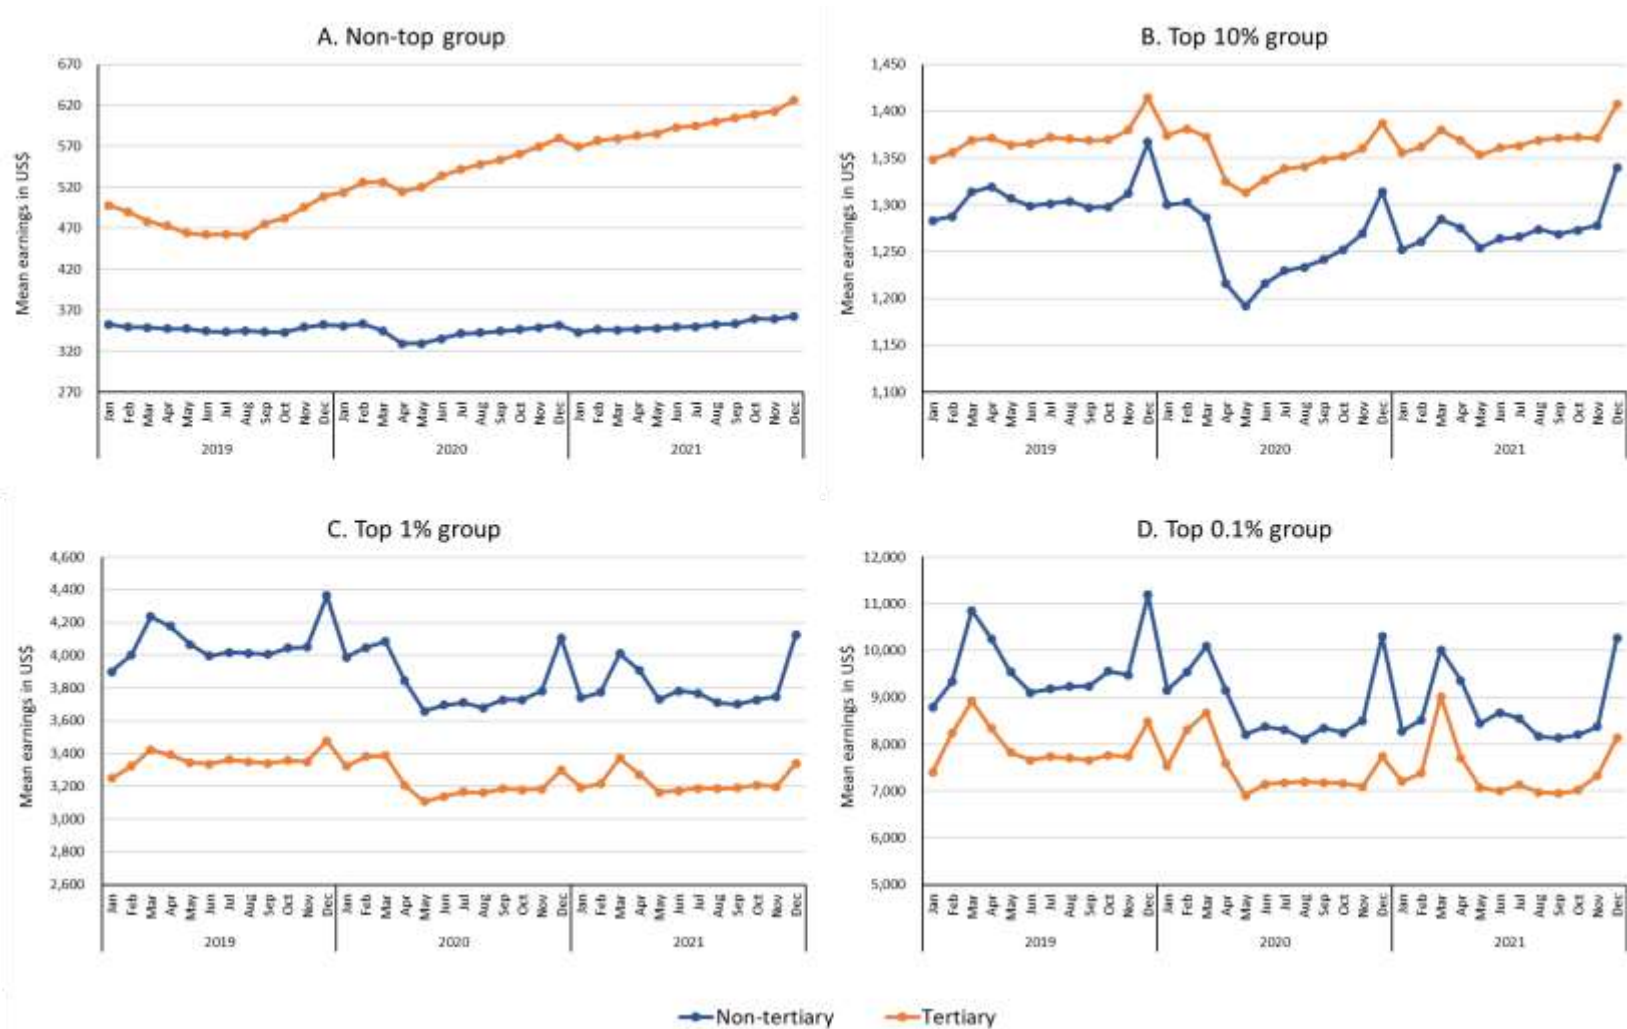 A. Non-top group
Mean earnings in US$
670
620
570
520
470
420
370
320
270
Jan Feb Mar Apr May Jun Jul Aug Sep Oct Nov Dec Jan Feb Mar Apr May Jun Jul Aug Sep Oct Nov Dec Jan Feb Mar Apr May Jun Jul Aug Sep Oct Nov Dec
2019 2020 2021
B. Top 10% group
Mean earnings in US$
1,450
1,400
1,350
1,300
1,250
1,200
1,150
1,100
Jan Feb Mar Apr May Jun Jul Aug Sep Oct Nov Dec Jan Feb Mar Apr May Jun Jul Aug Sep Oct Nov Dec Jan Feb Mar Apr May Jun Jul Aug Sep Oct Nov Dec
2019 2020 2021
C. Top 1% group
Mean earnings in US$
4,600
4,400
4,200
4,000
3,800
3,600
3,400
3,200
3,000
2,800
2,600
Jan Feb Mar Apr May Jun Jul Aug Sep Oct Nov Dec Jan Feb Mar Apr May Jun Jul Aug Sep Oct Nov Dec Jan Feb Mar Apr May Jun Jul Aug Sep Oct Nov Dec
2019 2020 2021
D. Top 0.1% group
Mean earnings in US$
12,000
11,000
10,000
9,000
8,000
7,000
6,000
5,000
Jan Feb Mar Apr May Jun Jul Aug Sep Oct Nov Dec Jan Feb Mar Apr May Jun Jul Aug Sep Oct Nov Dec Jan Feb Mar Apr May Jun Jul Aug Sep Oct Nov Dec
2019 2020 2021
Non-tertiary Tertiary